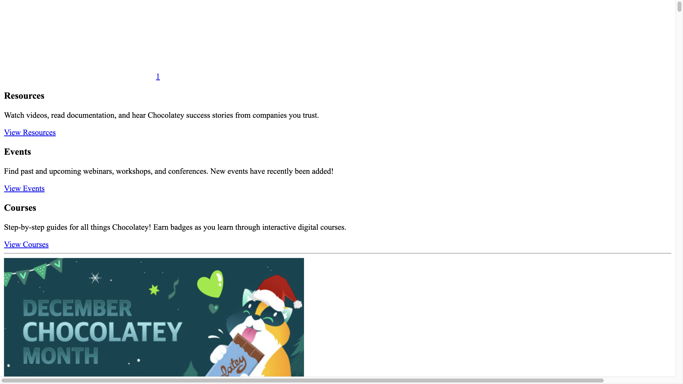 ]
Resources
Watch videos, read documentation, and hear Chocolatey success stories from companies you trust.
View Resources
Events
Find past and upcoming webinars, workshops, and conferences. New events have recently been added!
View Events
Courses
Step-by-step guides for all things Chocolatey! Earn badges as you learn through interactive digital courses.
View Courses
DECEMBER
CHOCOLATEY
MONTH